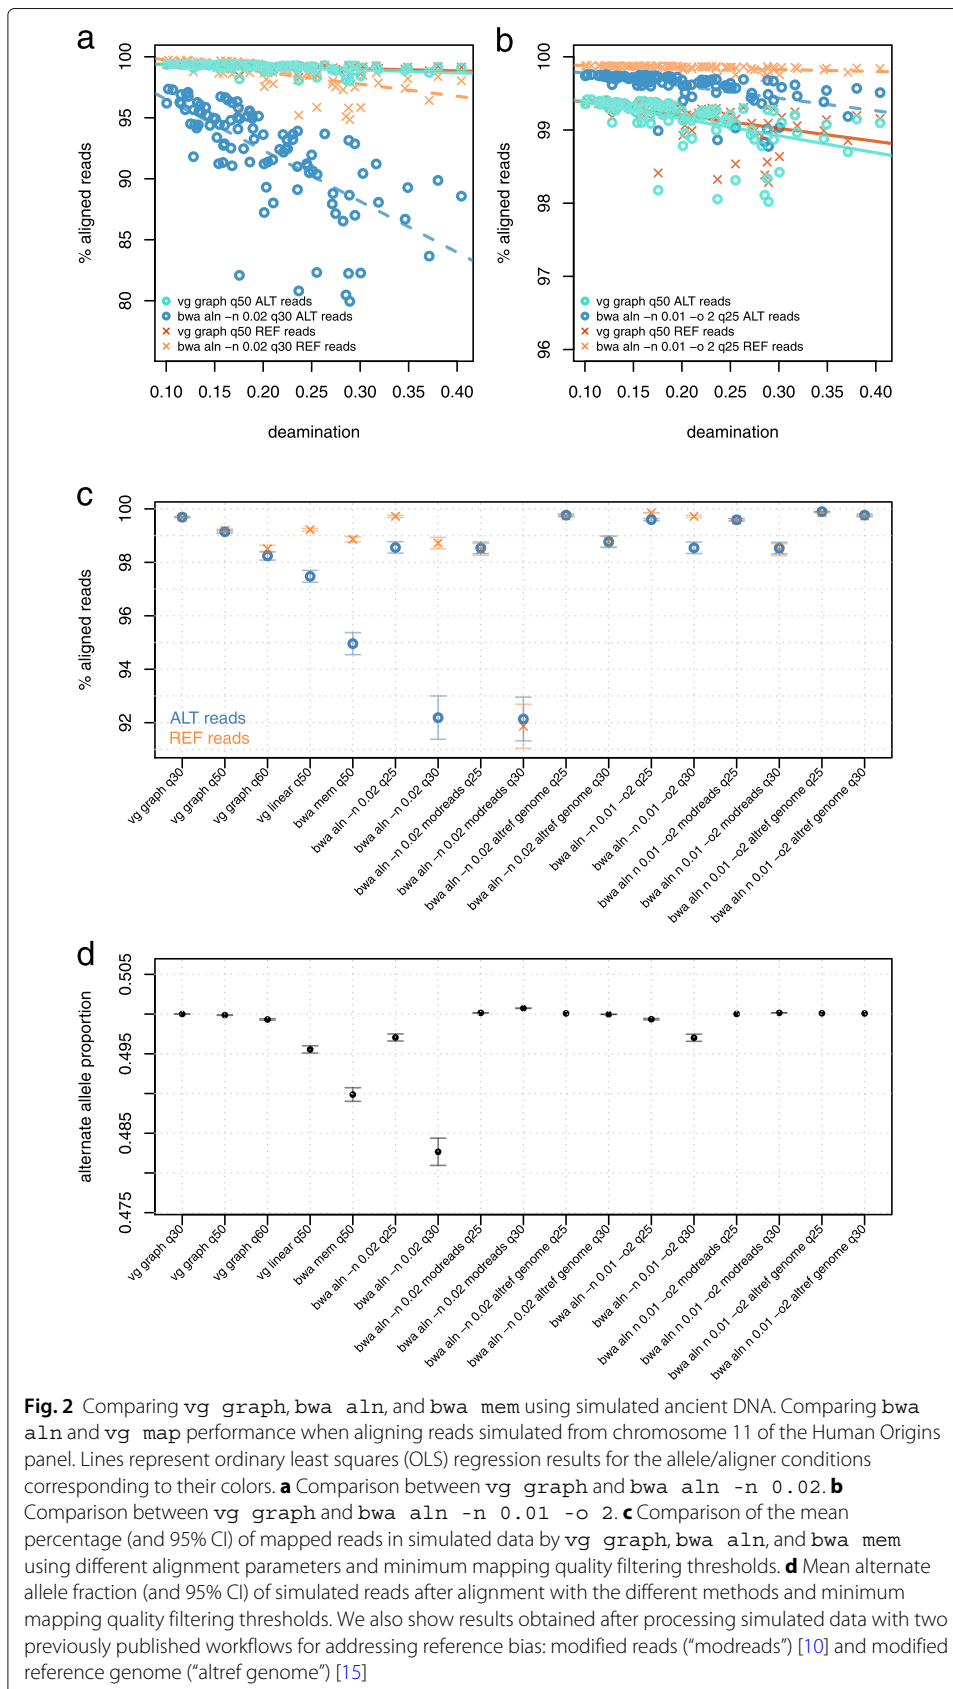 a
b
100
95
90
85
80
% aligned reads
vg graph q50 ALT reads
bwa aln −n 0.02 q30 ALT reads
vg graph q50 REF reads
bwa aln −n 0.02 q30 REF reads
0.10 0.15 0.20 0.25 0.30 0.35 0.40
deamination
100
99
98
97
96
% aligned reads
vg graph q50 ALT reads
bwa aln −n 0.01 −o 2 q25 ALT reads
vg graph q50 REF reads
bwa aln −n 0.01 −o 2 q25 REF reads
0.10 0.15 0.20 0.25 0.30 0.35 0.40
deamination
c
100
98
96
94
92
% aligned reads
ALT reads
REF reads
vg graph q30
vg graph q50
vg graph q60
vg linear q50
bwa mem q50
bwa aln −n 0.02 q25
bwa aln −n 0.02 q30
bwa aln −n 0.02 modreads q25
bwa aln −n 0.02 modreads q30
bwa aln −n 0.02 altref genome q25
bwa aln −n 0.02 altref genome q30
bwa aln −n 0.01 −o2 q25
bwa aln −n 0.01 −o2 q30
bwa aln n 0.01 −o2 modreads q25
bwa aln n 0.01 −o2 modreads q30
bwa aln n 0.01 −o2 altref genome q25
bwa aln n 0.01 −o2 altref genome q30
d
0.505
0.495
0.485
0.475
alternate allele proportion
vg graph q30
vg graph q50
vg graph q60
vg linear q50
bwa mem q50
bwa aln −n 0.02 q25
bwa aln −n 0.02 q30
bwa aln −n 0.02 modreads q25
bwa aln −n 0.02 modreads q30
bwa aln −n 0.02 altref genome q25
bwa aln −n 0.02 altref genome q30
bwa aln −n 0.01 −o2 q25
bwa aln −n 0.01 −o2 q30
bwa aln n 0.01 −o2 modreads q25
bwa aln n 0.01 −o2 modreads q30
bwa aln n 0.01 −o2 altref genome q25
bwa aln n 0.01 −o2 altref genome q30
Fig. 2 Comparing vg graph, bwa aln, and bwa mem using simulated ancient DNA. Comparing bwa
aln and vg map performance when aligning reads simulated from chromosome 11 of the Human Origins
panel. Lines represent ordinary least squares (OLS) regression results for the allele/aligner conditions
corresponding to their colors. a Comparison between vg graph and bwa aln -n 0.02. b
Comparison between vg graph and bwa aln -n 0.01 -o 2. c Comparison of the mean
percentage (and 95% CI) of mapped reads in simulated data by vg graph, bwa aln, and bwa mem
using different alignment parameters and minimum mapping quality filtering thresholds. d Mean alternate
allele fraction (and 95% CI) of simulated reads after alignment with the different methods and minimum
mapping quality filtering thresholds. We also show results obtained after processing simulated data with two
previously published workflows for addressing reference bias: modified reads (“modreads”) [10] and modified
reference genome (“altref genome”) [15]